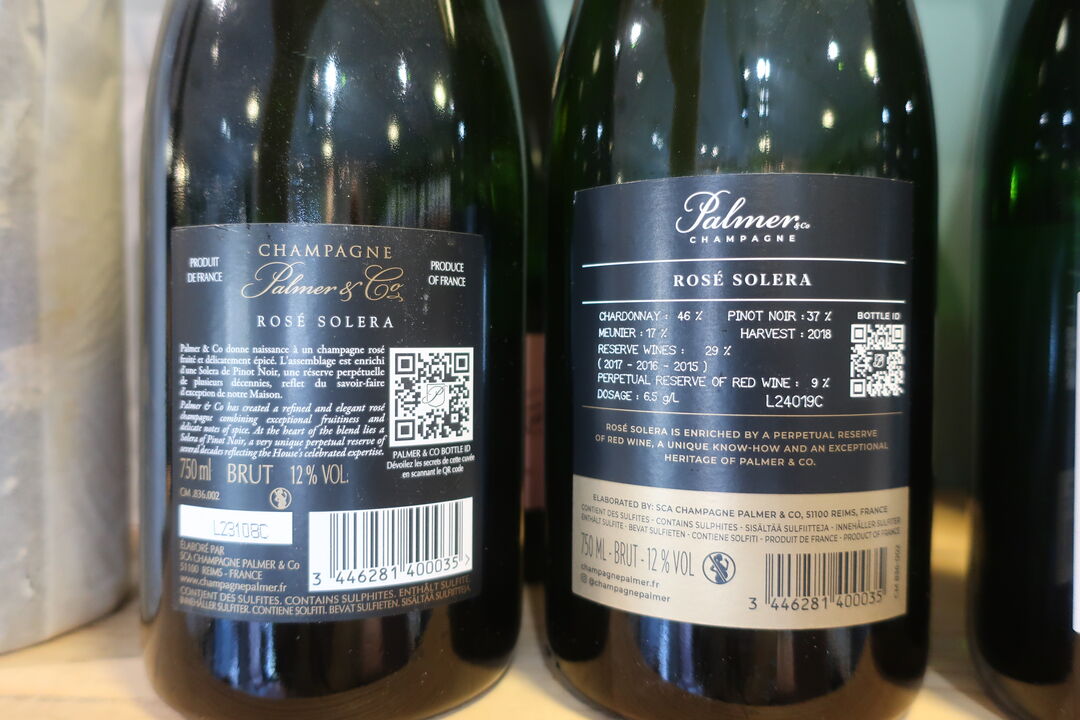 PRODUIT
DE FRANCE
CHAMPAGNE
Palmer & Co
PRODUCE
OF FRANCE
ROSÉ SOLERA
Palmer & Co donne naissance à un champagne rosé
fruité et délicatement épicé. L'assemblage est enrichi
d'une Solera de Pinot Noir, une réserve perpétuelle
de plusieurs décennies, reflet du savoir-faire
d'exception de notre Maison.
Palmer & Co has created a refined and elegant rosé
champagne combining exceptional fruitiness and
delicate notes of spice. At the heart of the blend lies a
Solera of Pinot Noir, a very unique perpetual reserve of
several decades reflecting the House's celebrated expertise.
PALMER & CO BOTTLE ID
Dévoilez les secrets de cette cuvée
en scannant le QR code
750 ml BRUT 12 % VOL.
CM .836.002
L23108C
ÉLABORÉ PAR
SCA CHAMPAGNE PALMER & Co
51100 REIMS - FRANCE
www.champagnepalmer.fr
3 446281 400035
CONTIENT DES SULFITES. CONTAINS SULPHITES. ENTHÄLT SULFITE.
INNEHÅLLER SULFITER. CONTIENE SOLFITI. BEVAT SULFIETEN. SISÄLTÄÄ SULFIITTEJA.
Palmer & Co
CHAMPAGNE
ROSÉ SOLERA
CHARDONNAY : 46 % PINOT NOIR : 37 %
MEUNIER : 17 % HARVEST : 2018
RESERVE WINES : 29 %
( 2017 - 2016 - 2015 )
PERPETUAL RESERVE OF RED WINE : 9 %
DOSAGE : 6.5 g/L L24019C
BOTTLE ID
ROSÉ SOLERA IS ENRICHED BY A PERPETUAL RESERVE
OF RED WINE, A UNIQUE KNOW-HOW AND AN EXCEPTIONAL
HERITAGE OF PALMER & CO.
ELABORATED BY: SCA CHAMPAGNE PALMER & CO, 51100 REIMS, FRANCE
CONTIENT DES SULFITES - CONTAINS SULPHITES - SISÄLTÄÄ SULFIITTEJA - INNEHÅLLER SULFITER
ENTHÄLT SULFITE - BEVAT SULFIETEN - CONTIENE SOLFITI - PRODUIT DE FRANCE - PRODUCT OF FRANCE
750 ML - BRUT - 12 % VOL
champagnepalmer.fr
@champagnepalmer
3 446281 400035